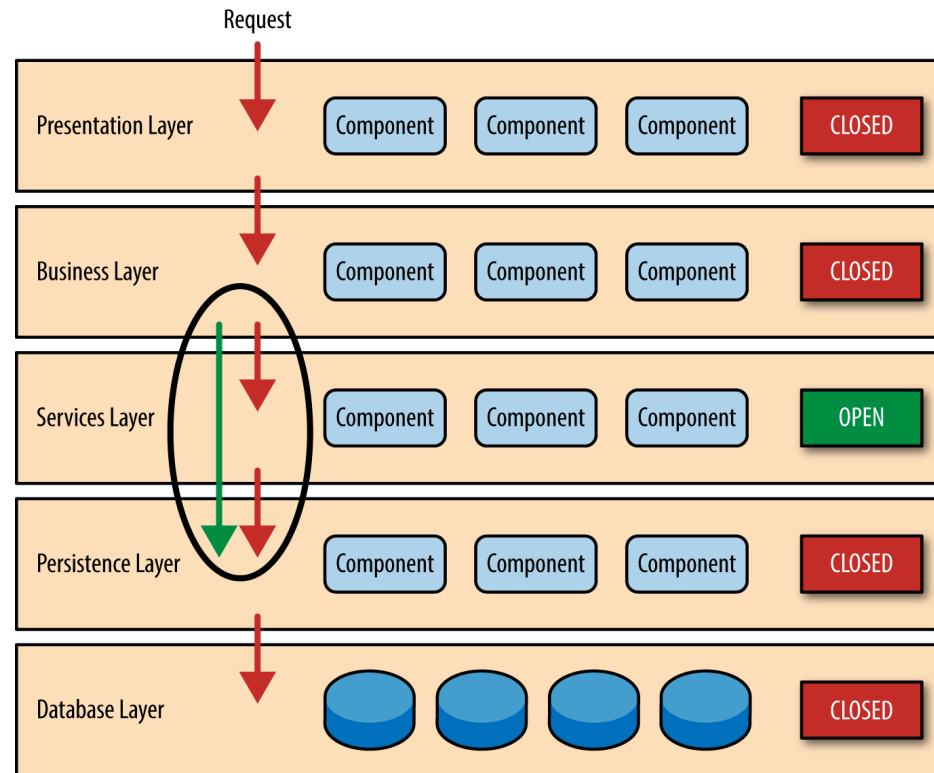 Request
Presentation Layer Component Component Component CLOSED
Business Layer Component Component Component CLOSED
Services Layer Component Component Component OPEN
Persistence Layer Component Component Component CLOSED
Database Layer CLOSED